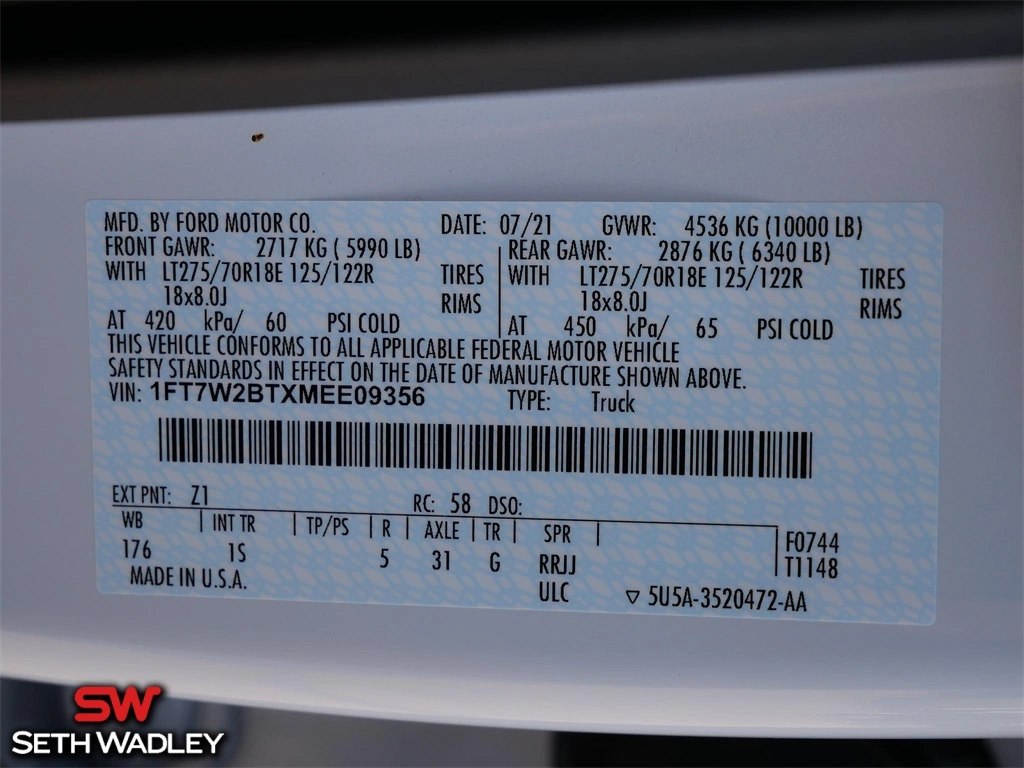 MFD. BY FORD MOTOR CO. DATE: 07/21 GVWR: 4536 KG (10000 LB)
FRONT GAWR: 2717 KG ( 5990 LB) REAR GAWR: 2876 KG ( 6340 LB)
WITH LT275/70R18E 125/122R TIRES WITH LT275/70R18E 125/122R TIRES
18x8.0J RIMS 18x8.0J RIMS
AT 420 kPa/ 60 PSI COLD AT 450 kPa/ 65 PSI COLD
THIS VEHICLE CONFORMS TO ALL APPLICABLE FEDERAL MOTOR VEHICLE
SAFETY STANDARDS IN EFFECT ON THE DATE OF MANUFACTURE SHOWN ABOVE.
VIN: 1FT7W2BTXMEE09356 TYPE: Truck
EXT PNT: Z1 RC: 58 DSO:
WB INT TR TP/PS R AXLE TR SPR F0744
176 1S 5 31 G RRJJ T1148
MADE IN U.S.A. ULC ▽ 5U5A-3520472-AA
SW
SETH WADLEY